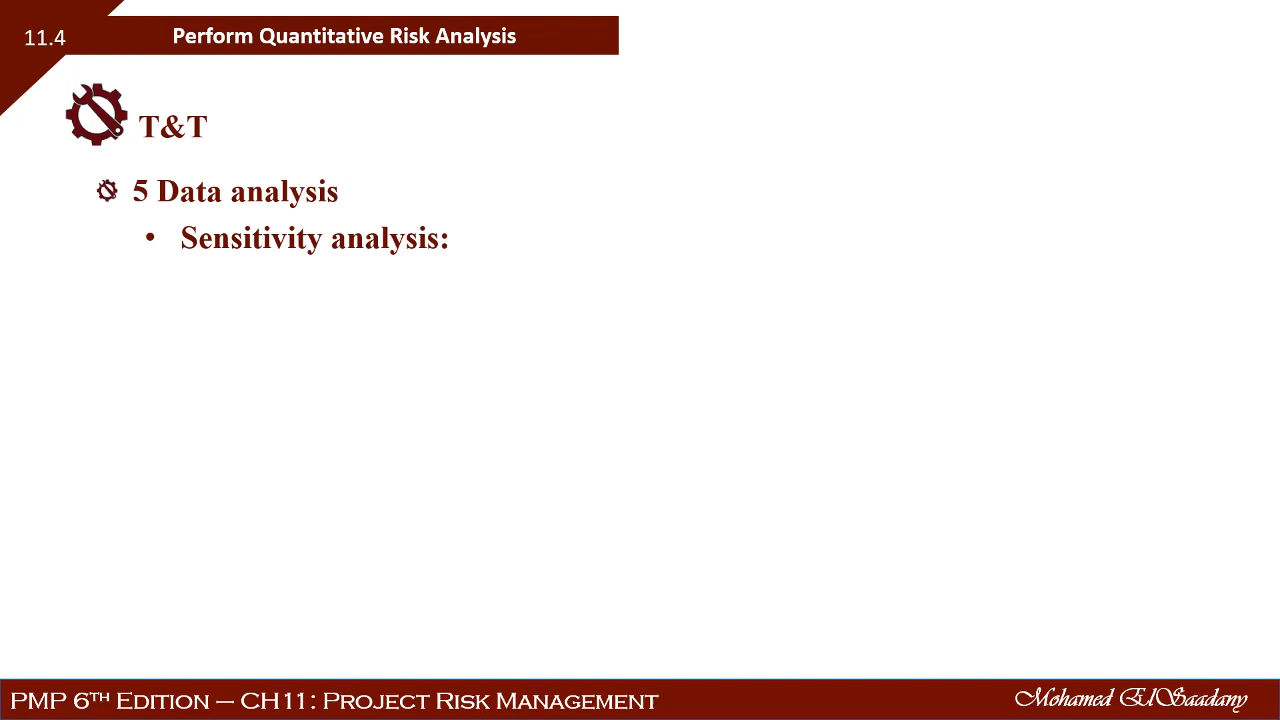 11.4
Perform Quantitative Risk Analysis
T&T
5 Data analysis
• Sensitivity analysis:
PMP 6TH Edition – CH11: Project Risk Management
Mohamed ElSaadany